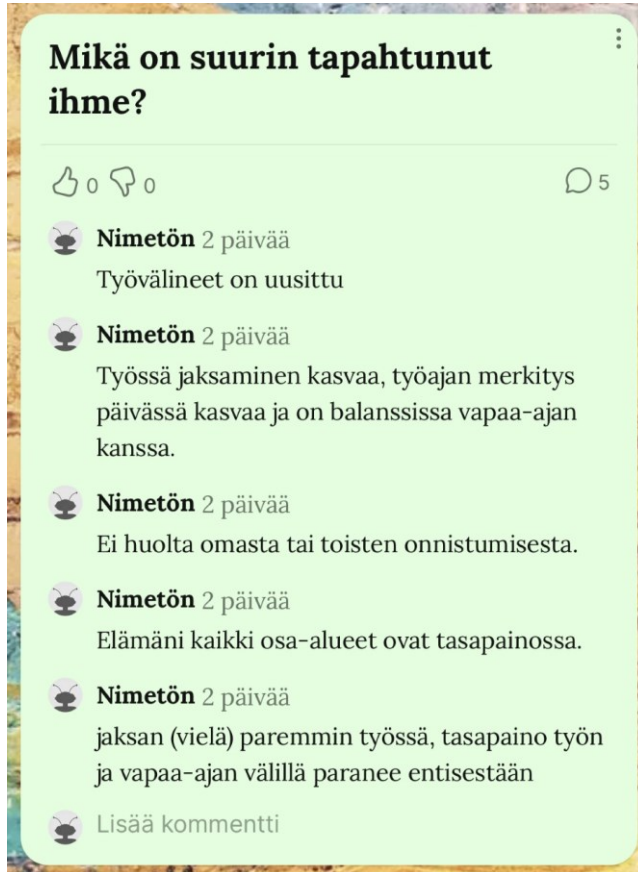 Mikä on suurin tapahtunut
ihme?
0 0 5
Nimetön 2 päivää
Työvälineet on uusittu
Nimetön 2 päivää
Työssä jaksaminen kasvaa, työajan merkitys
päivässä kasvaa ja on balanssissa vapaa-ajan
kanssa.
Nimetön 2 päivää
Ei huolta omasta tai toisten onnistumisesta.
Nimetön 2 päivää
Elämäni kaikki osa-alueet ovat tasapainossa.
Nimetön 2 päivää
jaksan (vielä) paremmin työssä, tasapaino työn
ja vapaa-ajan välillä paranee entisestään
Lisää kommentti